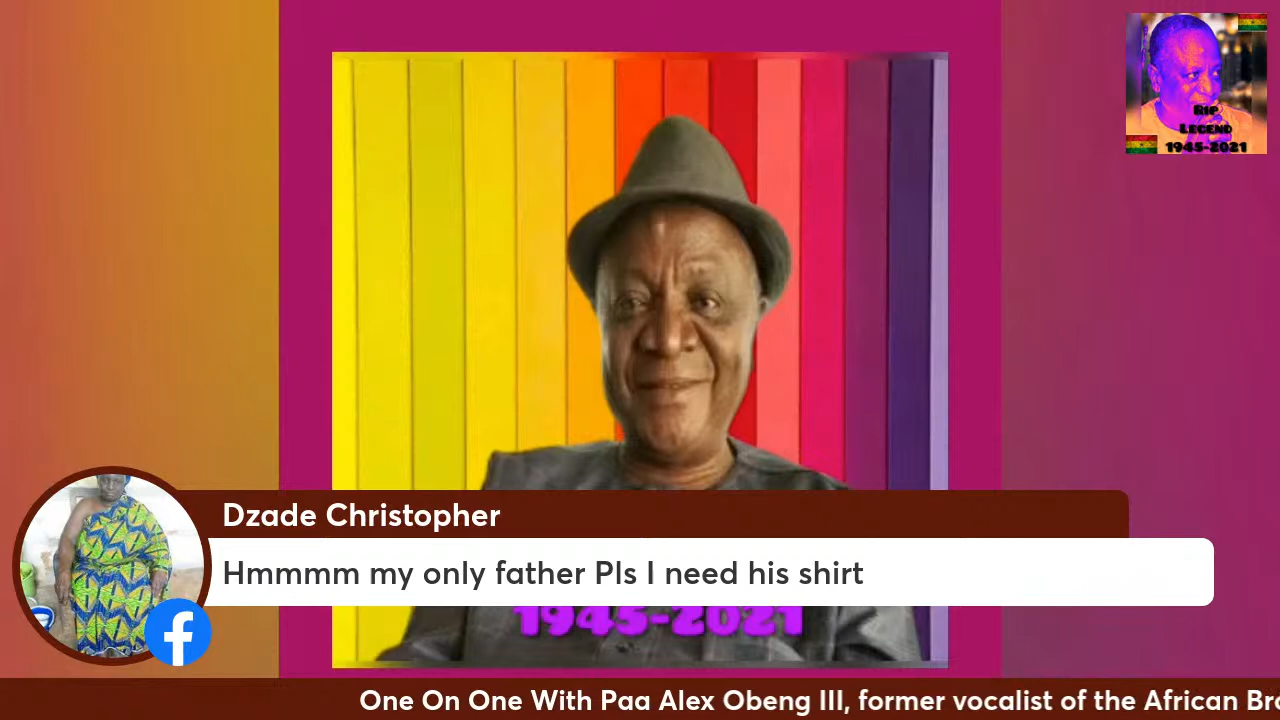 RIP
LEGEND
1945-2021
Dzade Christopher
Hmmmm my only father Pls I need his shirt
1945-2021
One On One With Paa Alex Obeng III, former vocalist of the African Bro